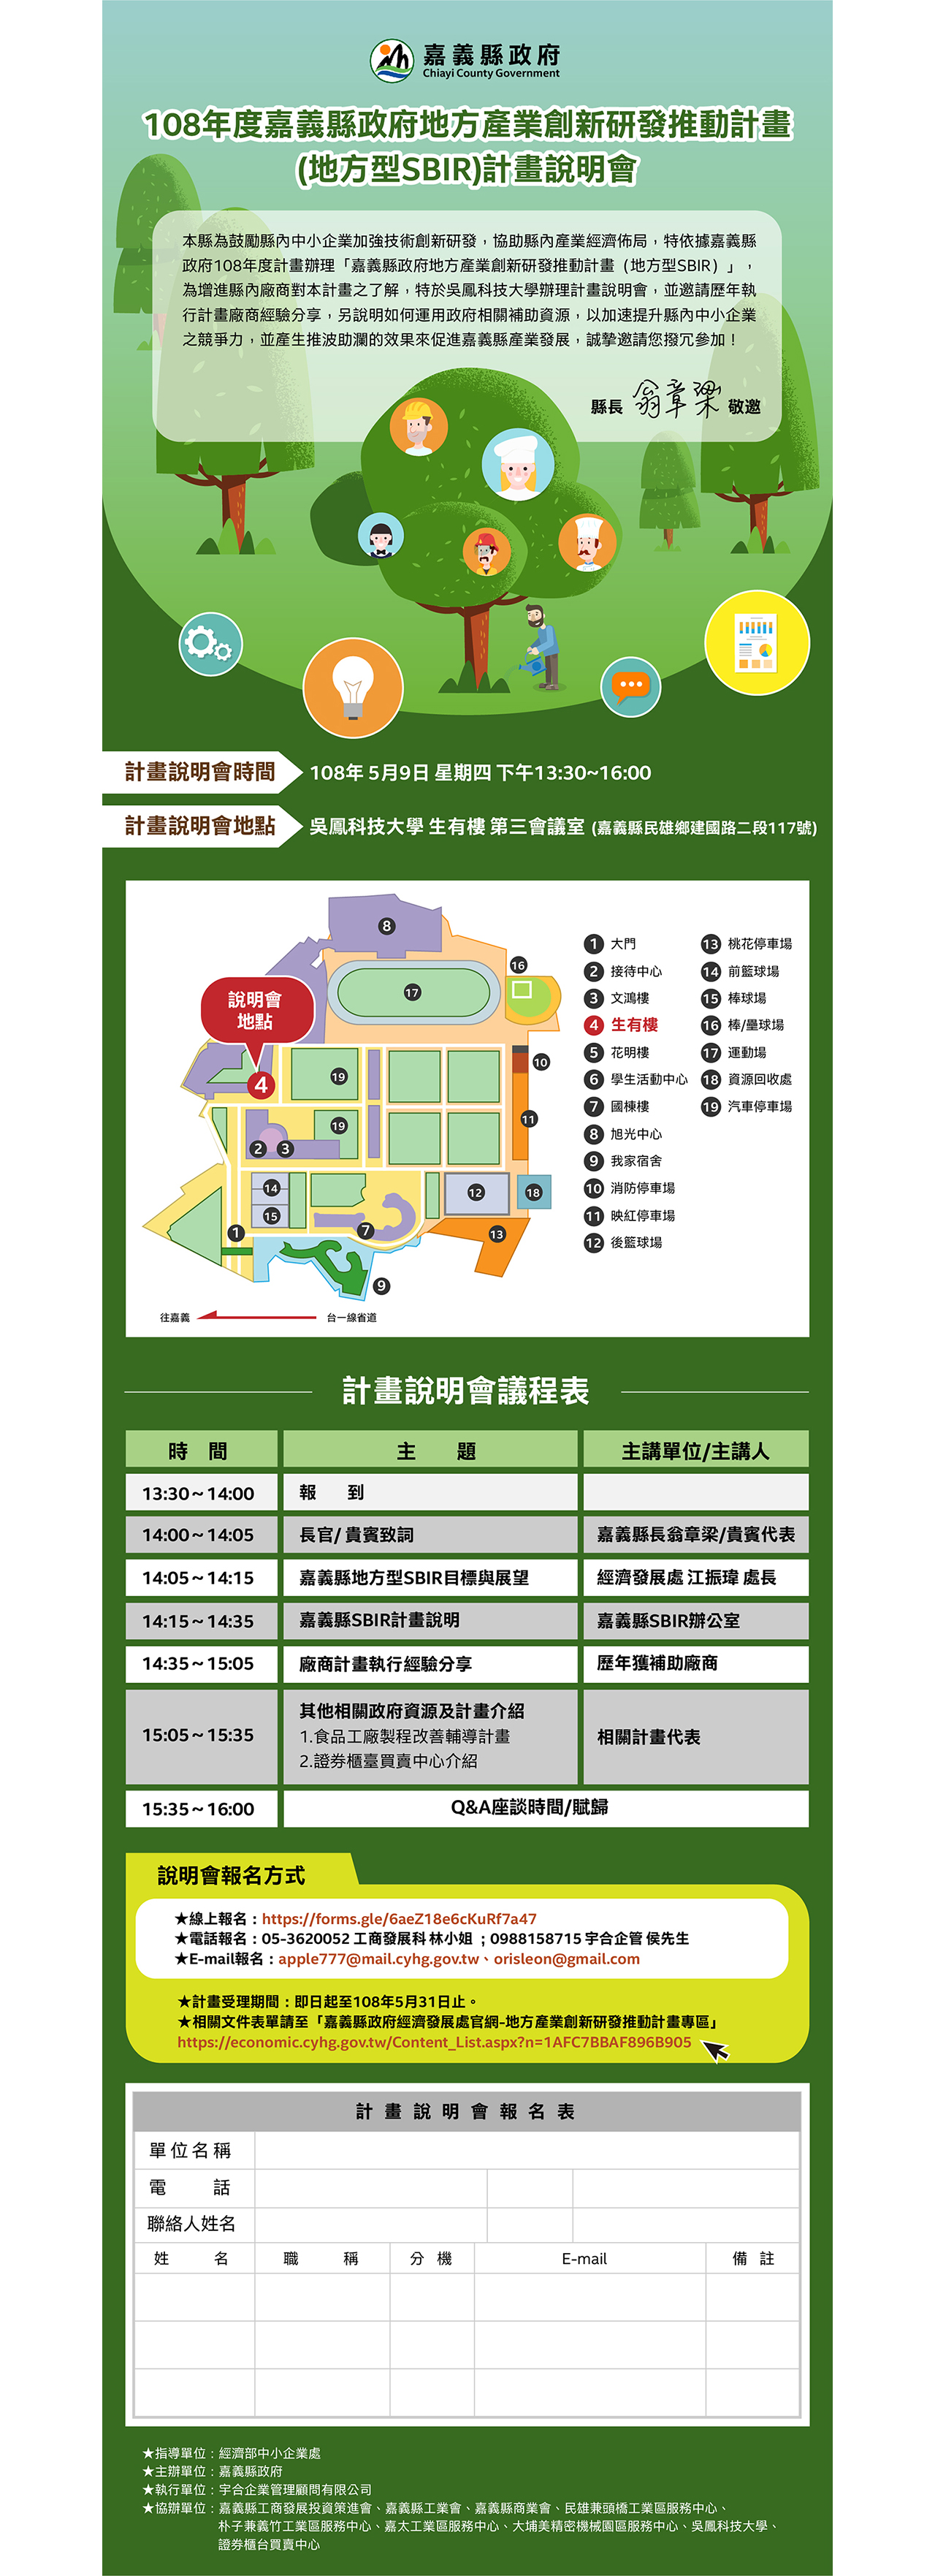 嘉義縣政府
Chiayi County Government
108年度嘉義縣政府地方產業創新研發推動計畫
(地方型SBIR)計畫說明會
本縣為鼓勵縣內中小企業加強技術創新研發，協助縣內產業經濟佈局，特依據嘉義縣
政府108年度計畫辦理「嘉義縣政府地方產業創新研發推動計畫（地方型SBIR）」，
為增進縣內廠商對本計畫之了解，特於吳鳳科技大學辦理計畫說明會，並邀請歷年執
行計畫廠商經驗分享，另說明如何運用政府相關補助資源，以加速提升縣內中小企業
之競爭力，並產生推波助瀾的效果來促進嘉義縣產業發展，誠摯邀請您撥冗參加！
縣長 翁章梁 敬邀
計畫說明會時間 108年 5月9日 星期四 下午13:30~16:00
計畫說明會地點 吳鳳科技大學 生有樓 第三會議室 (嘉義縣民雄鄉建國路二段117號)
說明會
地點
4
8
17
16
19
10
19
11
2 3
14
15
12
18
1
7
13
9
往嘉義 台一線省道
1 大門
2 接待中心
3 文鴻樓
4 生有樓
5 花明樓
6 學生活動中心
7 國棟樓
8 旭光中心
9 我家宿舍
10 消防停車場
11 映紅停車場
12 後籃球場
13 桃花停車場
14 前籃球場
15 棒球場
16 棒/壘球場
17 運動場
18 資源回收處
19 汽車停車場
計畫說明會議程表
時 間 主 題 主講單位/主講人
13:30～14:00 報 到
14:00～14:05 長官/ 貴賓致詞 嘉義縣長翁章梁/貴賓代表
14:05～14:15 嘉義縣地方型SBIR目標與展望 經濟發展處 江振瑋 處長
14:15～14:35 嘉義縣SBIR計畫說明 嘉義縣SBIR辦公室
14:35～15:05 廠商計畫執行經驗分享 歷年獲補助廠商
15:05～15:35 其他相關政府資源及計畫介紹 相關計畫代表
1.食品工廠製程改善輔導計畫
2.證券櫃臺買賣中心介紹
15:35～16:00 Q&A座談時間/賦歸
說明會報名方式
★線上報名：https://forms.gle/6aeZ18e6cKuRf7a47
★電話報名：05-3620052 工商發展科 林小姐 ；0988158715 宇合企管 侯先生
★E-mail報名：apple777@mail.cyhg.gov.tw、orisleon@gmail.com
★計畫受理期間：即日起至108年5月31日止。
★相關文件表單請至「嘉義縣政府經濟發展處官網-地方產業創新研發推動計畫專區」
https://economic.cyhg.gov.tw/Content_List.aspx?n=1AFC7BBAF896B905
計畫說明會報名表
單位名稱
電 話
聯絡人姓名
姓 名 職 稱 分 機 E-mail 備 註
★指導單位：經濟部中小企業處
★主辦單位：嘉義縣政府
★執行單位：宇合企業管理顧問有限公司
★協辦單位：嘉義縣工商發展投資策進會、嘉義縣工業會、嘉義縣商業會、民雄兼頭橋工業區服務中心、
朴子兼義竹工業區服務中心、嘉太工業區服務中心、大埔美精密機械園區服務中心、吳鳳科技大學、
證券櫃台買賣中心